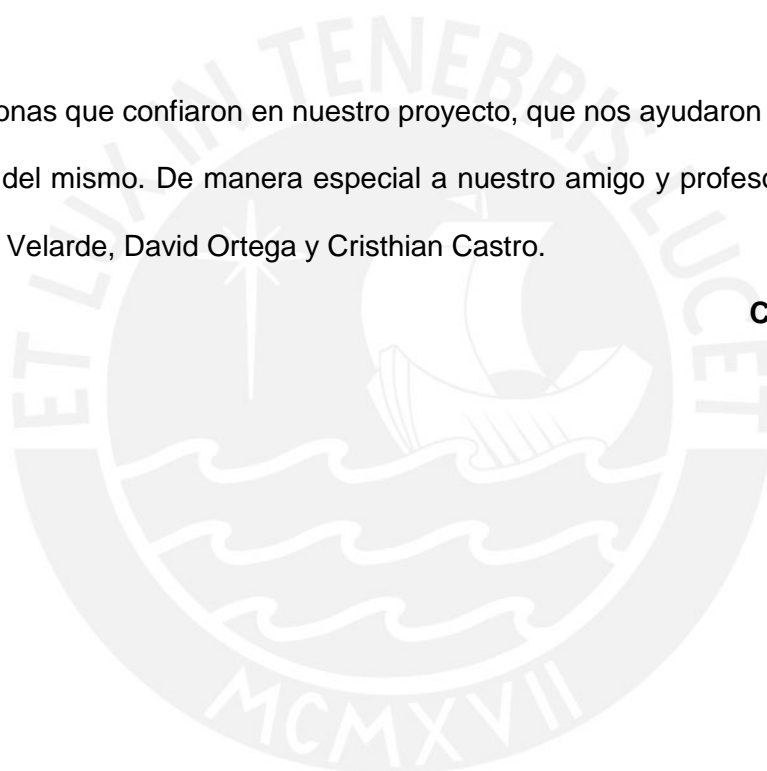 onas que confiaron en nuestro proyecto, que nos ayudaron
del mismo. De manera especial a nuestro amigo y profeso
Velarde, David Ortega y Cristhian Castro.
C
ET LUX IN TENEBRIS LUCET
MCMXVII